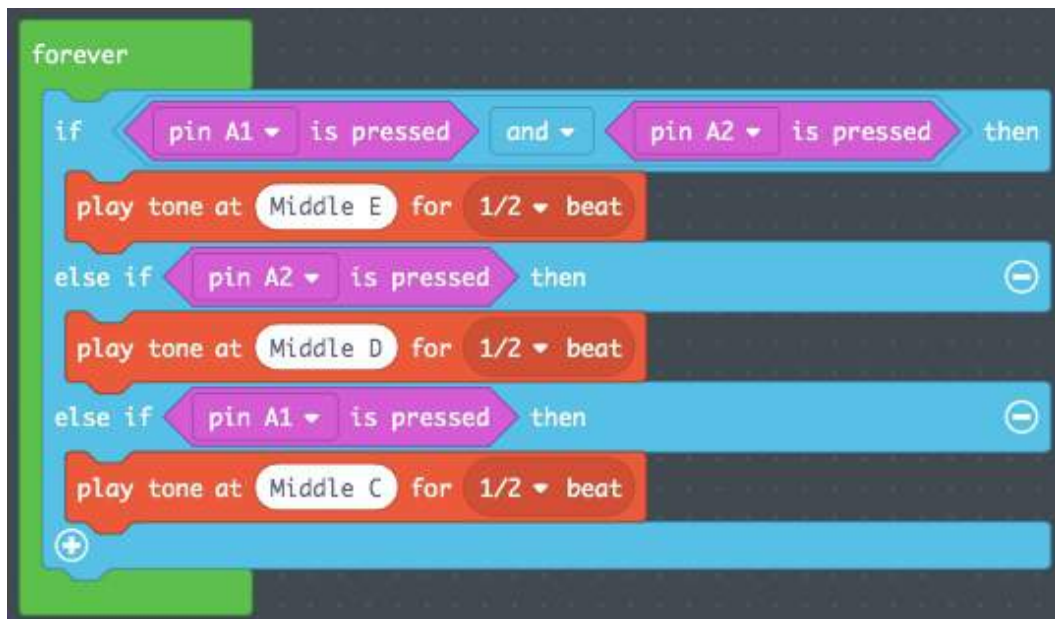 forever
if pin A1 is pressed and pin A2 is pressed then
play tone at Middle E for 1/2 beat
else if pin A2 is pressed then
play tone at Middle D for 1/2 beat
else if pin A1 is pressed then
play tone at Middle C for 1/2 beat